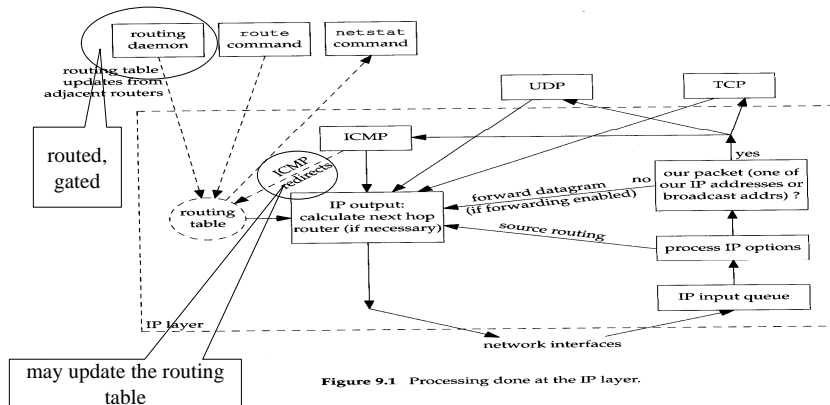 routing
daemon
route
command
netstat
command
routing table
updates from
adjacent routers
UDP
TCP
routed,
gated
ICMP
yes
ICMP
redirects
our packet (one of
our IP addresses or
broadcast addrs) ?
no
forward datagram
(if forwarding enabled)
routing
table
IP output:
calculate next hop
router (if necessary)
source routing
process IP options
IP input queue
IP layer
network interfaces
may update the routing
table
Figure 9.1 Processing done at the IP layer.